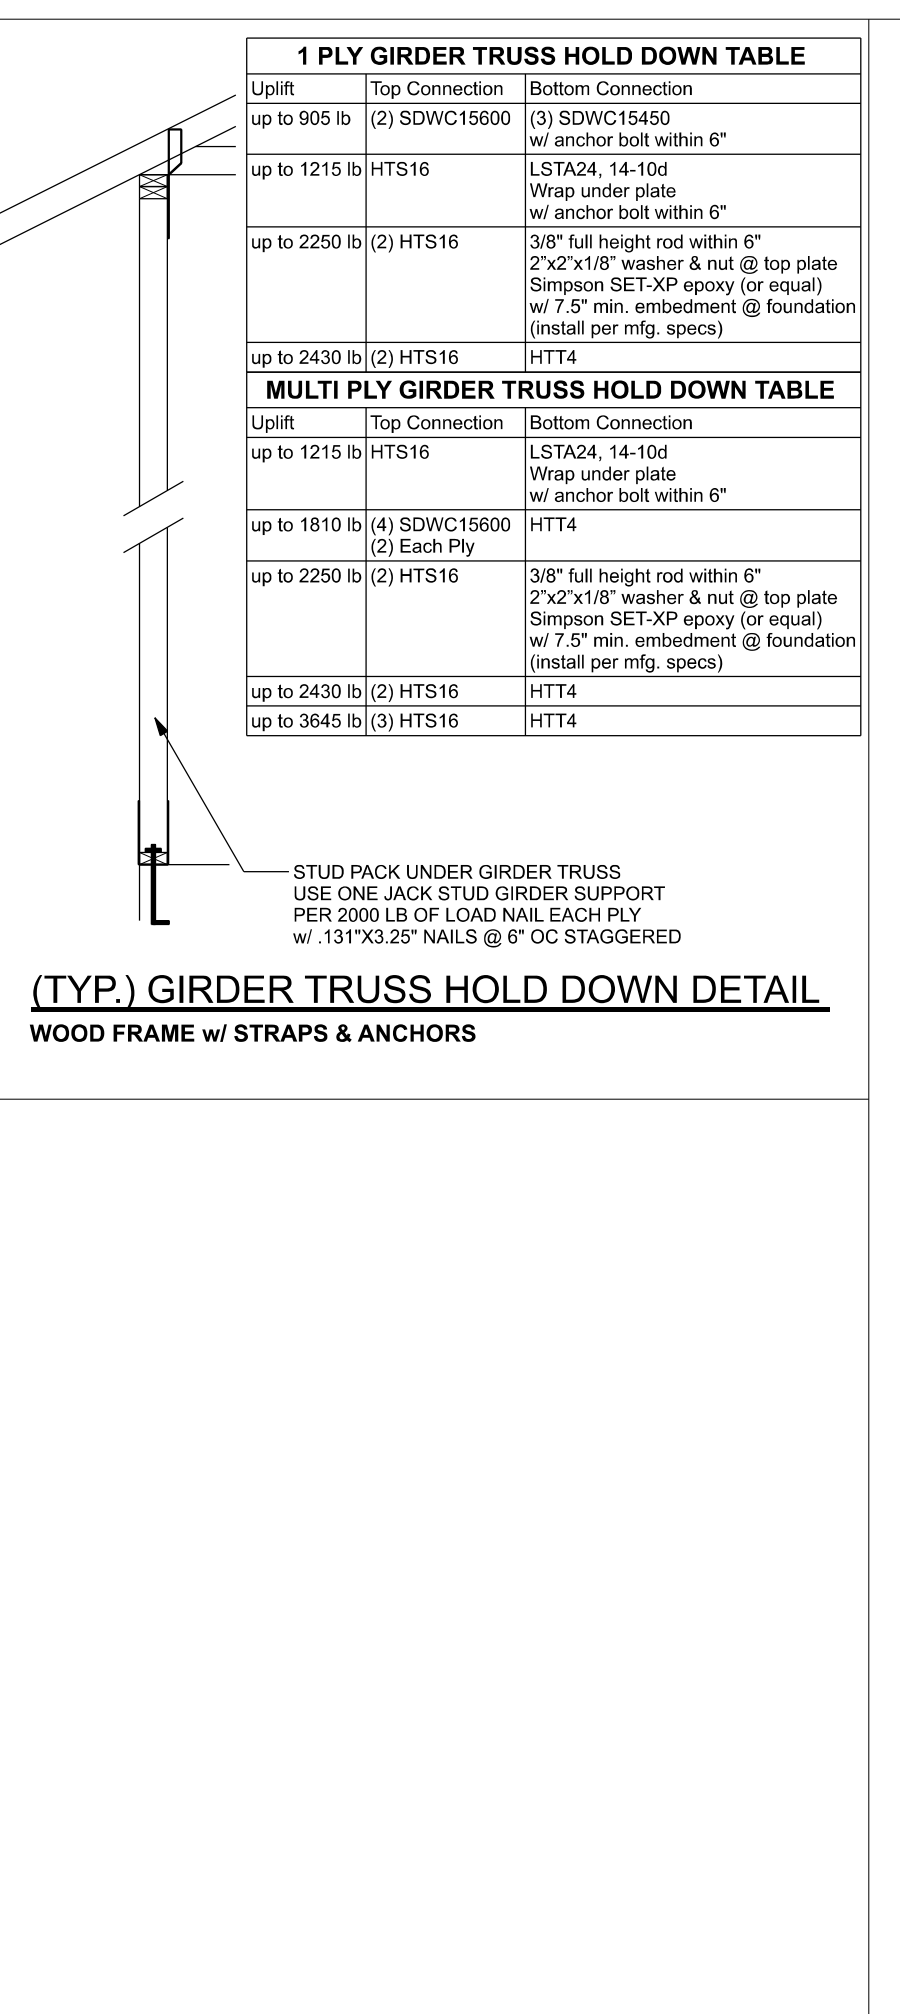 1 PLY GIRDER TRUSS HOLD DOWN TABLE
Uplift Top Connection Bottom Connection
up to 905 lb (2) SDWC15600 (3) SDWC15450
w/ anchor bolt within 6"
up to 1215 lb HTS16 LSTA24, 14-10d
Wrap under plate
w/ anchor bolt within 6"
up to 2250 lb (2) HTS16 3/8" full height rod within 6"
2”x2”x1/8” washer & nut @ top plate
Simpson SET-XP epoxy (or equal)
w/ 7.5" min. embedment @ foundation
(install per mfg. specs)
up to 2430 lb (2) HTS16 HTT4
MULTI PLY GIRDER TRUSS HOLD DOWN TABLE
Uplift Top Connection Bottom Connection
up to 1215 lb HTS16 LSTA24, 14-10d
Wrap under plate
w/ anchor bolt within 6"
up to 1810 lb (4) SDWC15600 HTT4
(2) Each Ply
up to 2250 lb (2) HTS16 3/8" full height rod within 6"
2”x2”x1/8” washer & nut @ top plate
Simpson SET-XP epoxy (or equal)
w/ 7.5" min. embedment @ foundation
(install per mfg. specs)
up to 2430 lb (2) HTS16 HTT4
up to 3645 lb (3) HTS16 HTT4
STUD PACK UNDER GIRDER TRUSS
USE ONE JACK STUD GIRDER SUPPORT
PER 2000 LB OF LOAD NAIL EACH PLY
w/ .131"X3.25" NAILS @ 6" OC STAGGERED
(TYP.) GIRDER TRUSS HOLD DOWN DETAIL
WOOD FRAME w/ STRAPS & ANCHORS